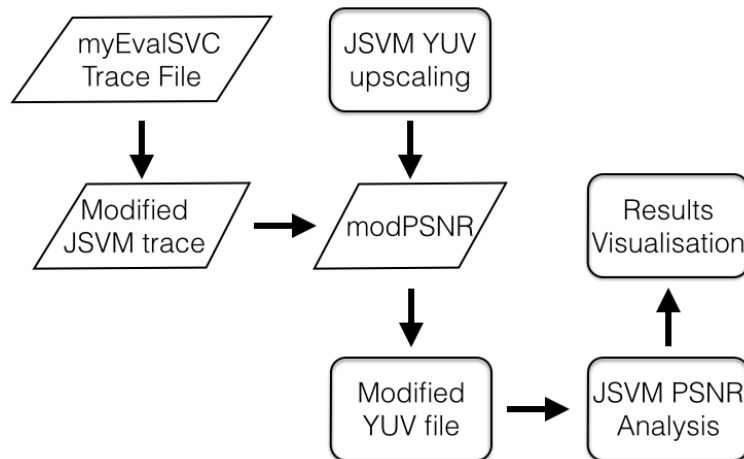 myEvalSVC
Trace File
JSVM YUV
upscaling
Modified
JSVM trace
modPSNR
Results
Visualisation
Modified
YUV file
JSVM PSNR
Analysis